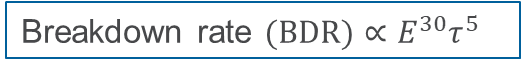 Breakdown rate (BDR) ∝ 𝐸³⁰𝜏⁵